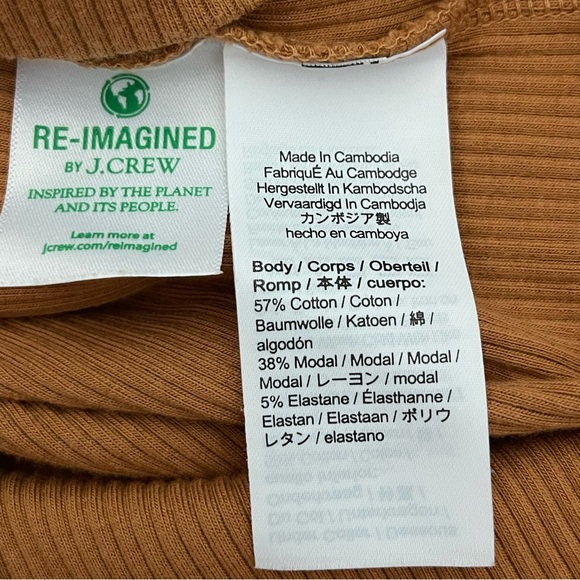 RE-IMAGINED
BY J.CREW
INSPIRED BY THE PLANET
AND ITS PEOPLE.
Learn more at
jcrew.com/reimagined
Made In Cambodia
FabriquÉ Au Cambodge
Hergestellt In Kambodscha
Vervaardigd In Cambodja
カンボジア製
hecho en camboya
Body / Corps / Oberteil /
Romp / 本体 / cuerpo:
57% Cotton / Coton /
Baumwolle / Katoen / 綿 /
algodón
38% Modal / Modal / Modal /
Modal / レーヨン / modal
5% Elastane / Élasthanne /
Elastan / Elastaan / ポリウ
レタン / elastano